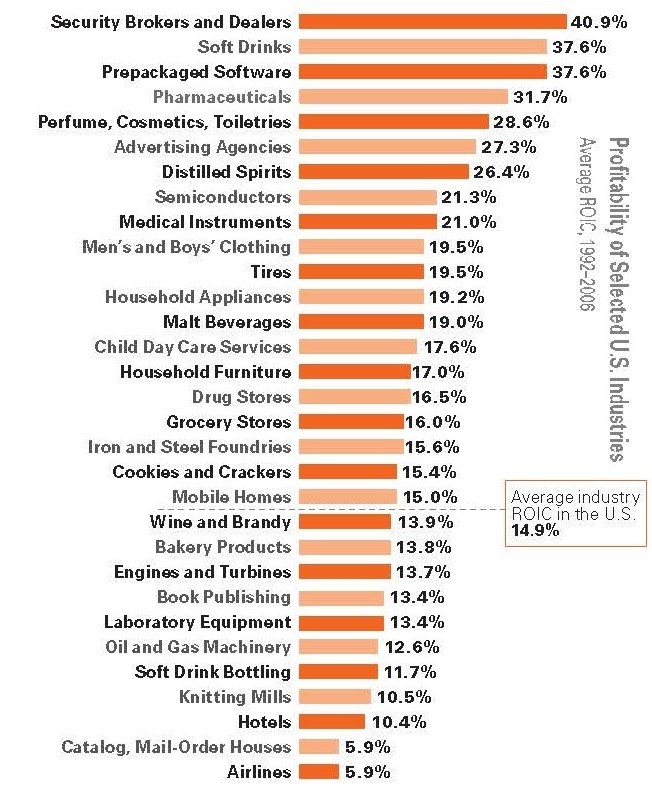 Security Brokers and Dealers 40.9%
Soft Drinks 37.6%
Prepackaged Software 37.6%
Pharmaceuticals 31.7%
Perfume, Cosmetics, Toiletries 28.6%
Advertising Agencies 27.3%
Distilled Spirits 26.4%
Semiconductors 21.3%
Medical Instruments 21.0%
Men's and Boys' Clothing 19.5%
Tires 19.5%
Household Appliances 19.2%
Malt Beverages 19.0%
Child Day Care Services 17.6%
Household Furniture 17.0%
Drug Stores 16.5%
Grocery Stores 16.0%
Iron and Steel Foundries 15.6%
Cookies and Crackers 15.4%
Mobile Homes 15.0%
Wine and Brandy 13.9%
Bakery Products 13.8%
Engines and Turbines 13.7%
Book Publishing 13.4%
Laboratory Equipment 13.4%
Oil and Gas Machinery 12.6%
Soft Drink Bottling 11.7%
Knitting Mills 10.5%
Hotels 10.4%
Catalog, Mail-Order Houses 5.9%
Airlines 5.9%
Profitability of Selected U.S. Industries
Average ROIC, 1992–2006
Average industry
ROIC in the U.S.
14.9%